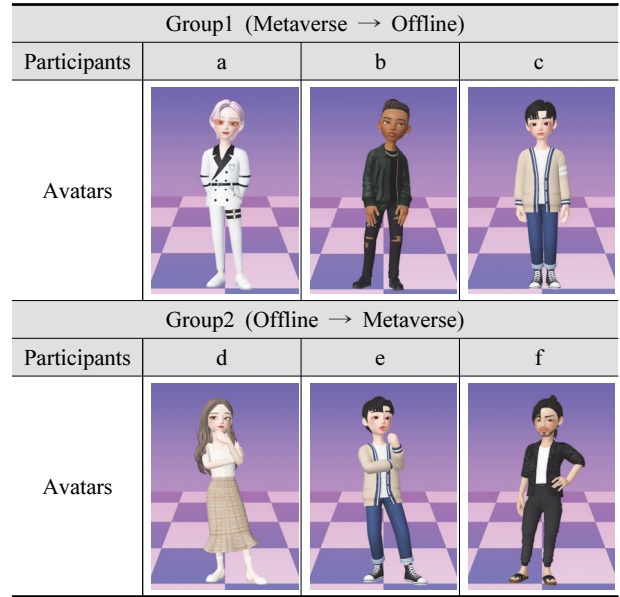 Group1 (Metaverse → Offline)
Participants a b c
Avatars
Group2 (Offline → Metaverse)
Participants d e f
Avatars